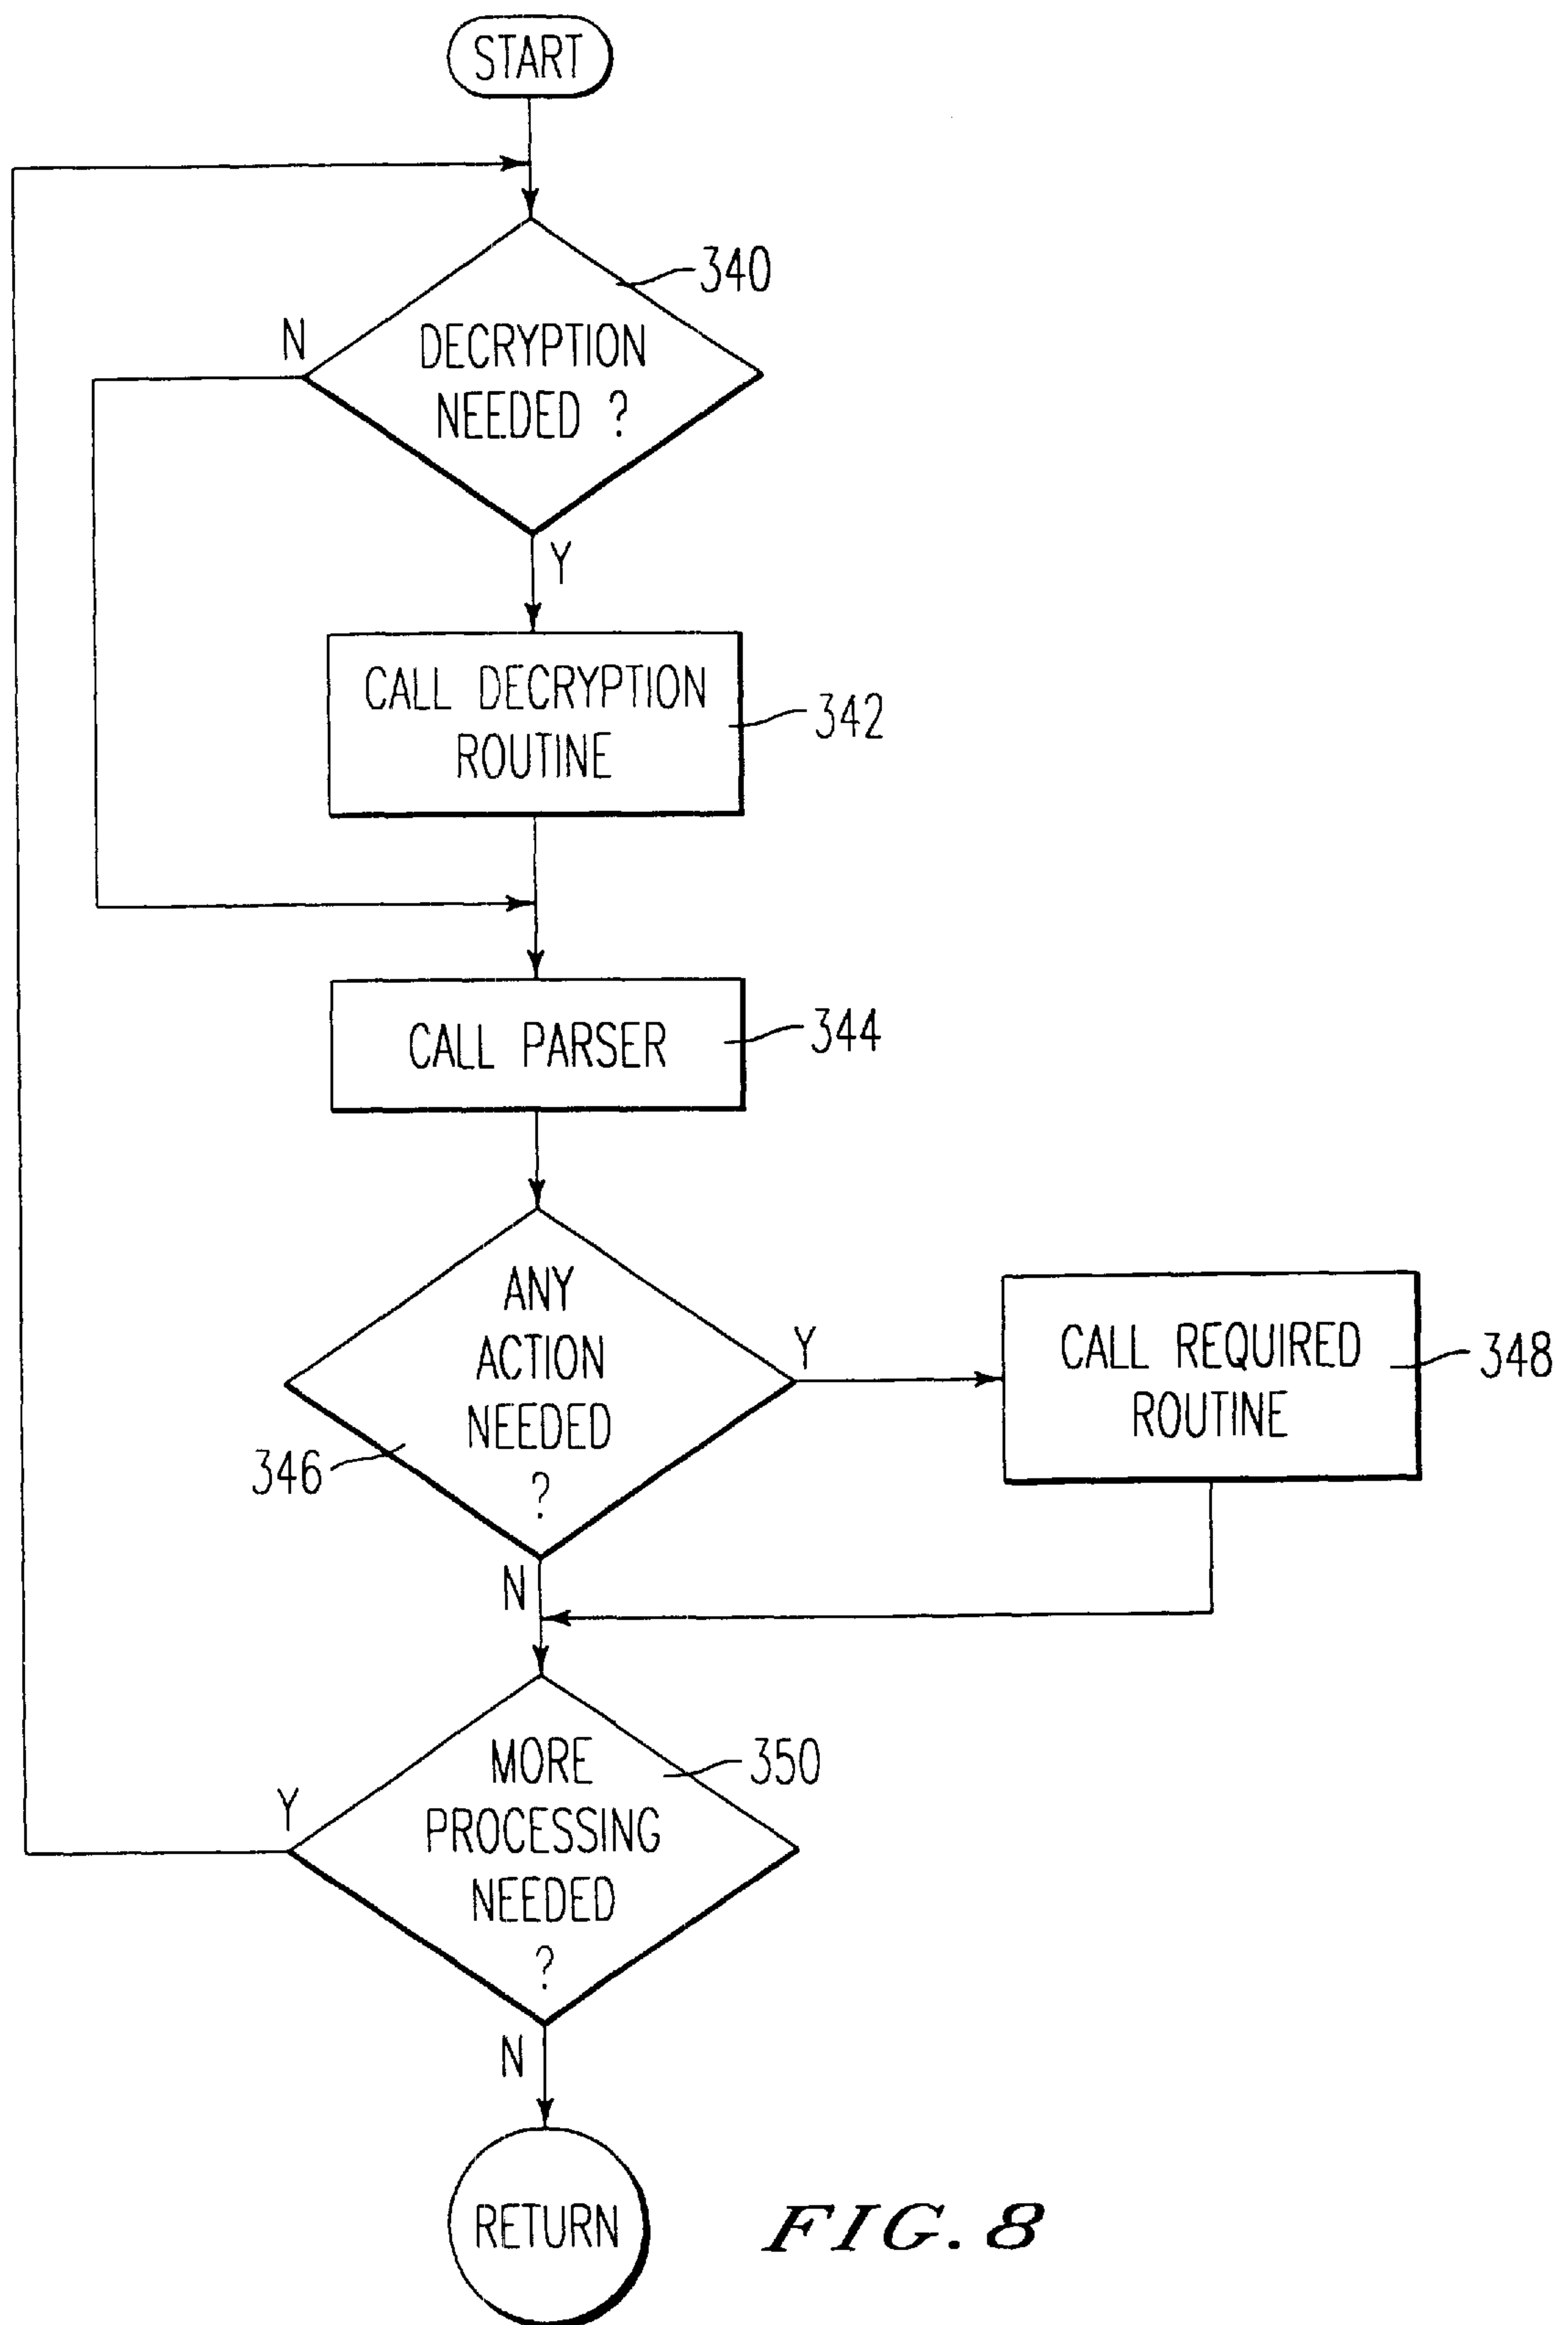 START
340
N
DECRYPTION
NEEDED ?
Y
CALL DECRYPTION
ROUTINE
342
CALL PARSER
344
ANY
ACTION
NEEDED
?
346
Y
CALL REQUIRED
ROUTINE
348
N
MORE
PROCESSING
NEEDED
?
350
Y
N
RETURN
FIG. 8